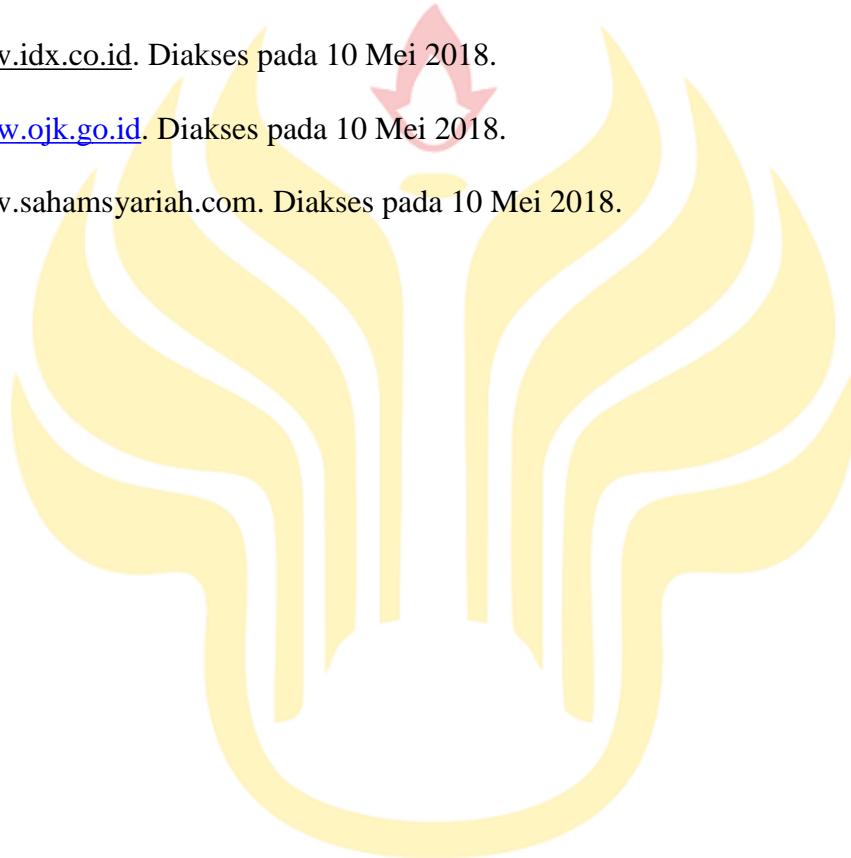 w.idx.co.id. Diakses pada 10 Mei 2018.
w.ojk.go.id. Diakses pada 10 Mei 2018.
w.sahamsyariah.com. Diakses pada 10 Mei 2018.